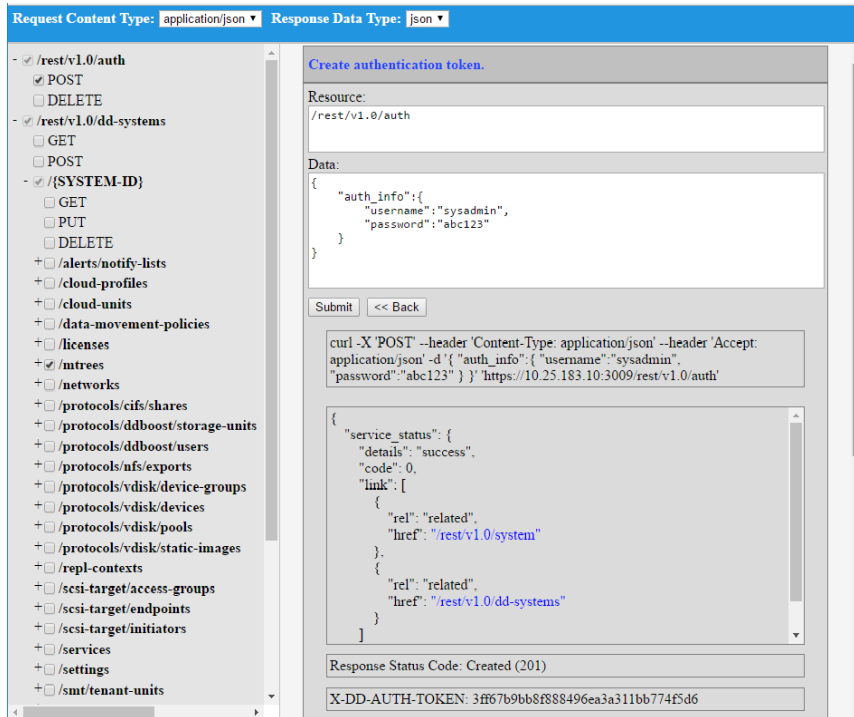 Request Content Type: application/json Response Data Type: json
- /rest/v1.0/auth
POST
DELETE
- /rest/v1.0/dd-systems
GET
POST
- /{SYSTEM-ID}
GET
PUT
DELETE
+ /alerts/notify-lists
+ /cloud-profiles
+ /cloud-units
+ /data-movement-policies
+ /licenses
+ /mtrees
+ /networks
+ /protocols/cifs/shares
+ /protocols/ddboost/storage-units
+ /protocols/ddboost/users
+ /protocols/nfs/exports
+ /protocols/vdisk/device-groups
+ /protocols/vdisk/devices
+ /protocols/vdisk/pools
+ /protocols/vdisk/static-images
+ /repl-contexts
+ /scsi-target/access-groups
+ /scsi-target/endpoints
+ /scsi-target/initiators
+ /services
+ /settings
+ /smt/tenant-units
Create authentication token.
Resource:
/rest/v1.0/auth
Data:
{
"auth_info":{
"username":"sysadmin",
"password":"abc123"
}
}
Submit << Back
curl -X 'POST' --header 'Content-Type: application/json' --header 'Accept:
application/json' -d '{ "auth_info":{ "username":"sysadmin",
"password":"abc123" } }' 'https://10.25.183.10:3009/rest/v1.0/auth'
{
"service_status": {
"details": "success",
"code": 0,
"link": [
{
"rel": "related",
"href": "/rest/v1.0/system"
},
{
"rel": "related",
"href": "/rest/v1.0/dd-systems"
}
]
Response Status Code: Created (201)
X-DD-AUTH-TOKEN: 3ff67b9bb8f888496ea3a311bb774f5d6